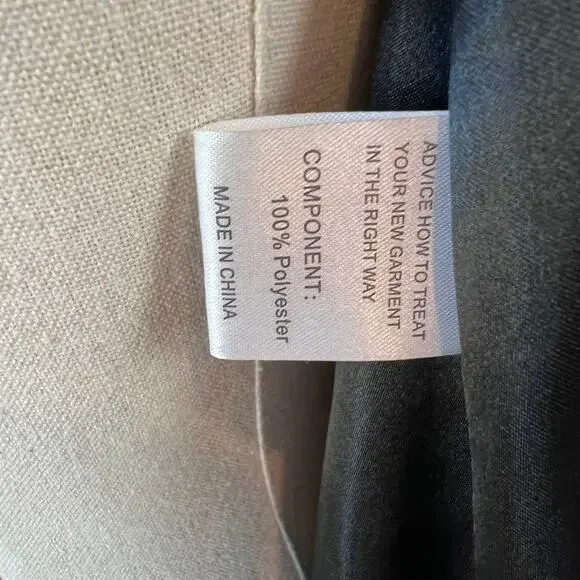 ADVICE HOW TO TREAT
YOUR NEW GARMENT
IN THE RIGHT WAY
COMPONENT:
100% Polyester
MADE IN CHINA